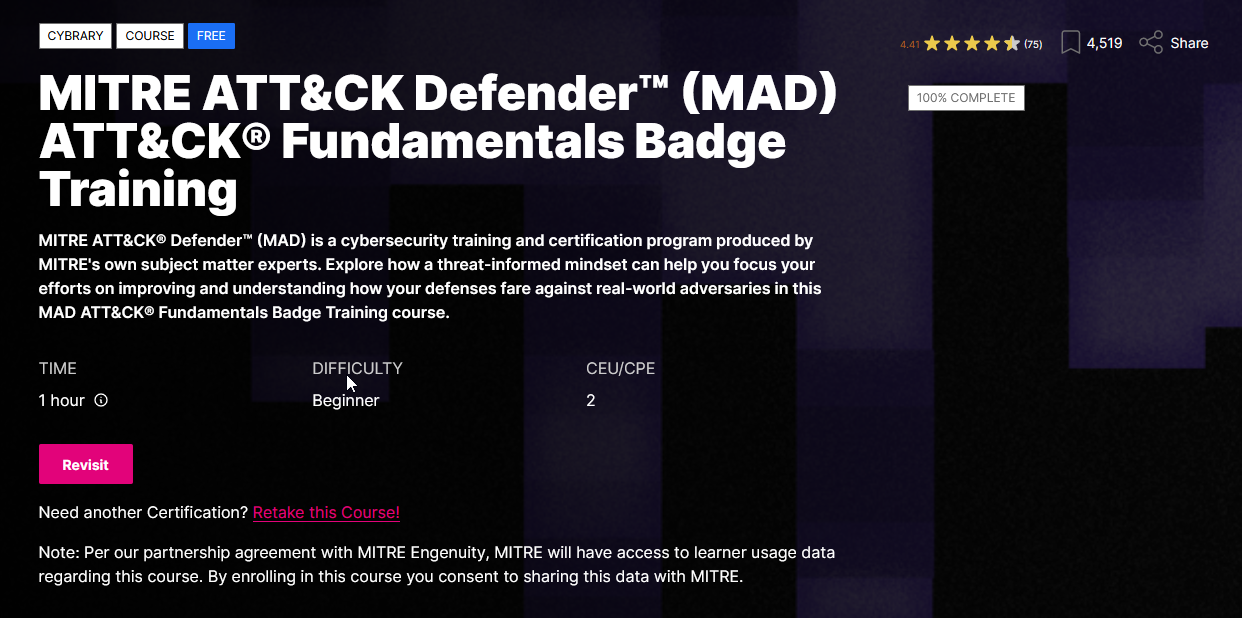 CYBRARY COURSE FREE
4.41 (75) 4,519 Share
MITRE ATT&CK Defender™ (MAD)
100% COMPLETE
ATT&CK® Fundamentals Badge
Training
MITRE ATT&CK® Defender™ (MAD) is a cybersecurity training and certification program produced by
MITRE's own subject matter experts. Explore how a threat-informed mindset can help you focus your
efforts on improving and understanding how your defenses fare against real-world adversaries in this
MAD ATT&CK® Fundamentals Badge Training course.
TIME DIFFICULTY CEU/CPE
1 hour Beginner 2
Revisit
Need another Certification? Retake this Course!
Note: Per our partnership agreement with MITRE Engenuity, MITRE will have access to learner usage data
regarding this course. By enrolling in this course you consent to sharing this data with MITRE.